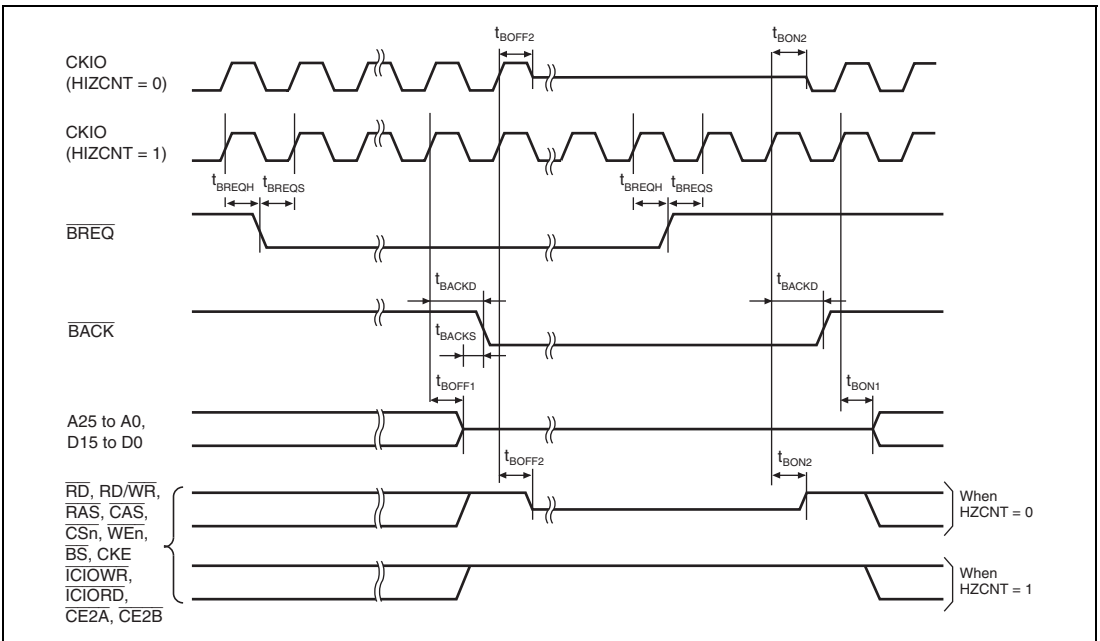 tBOFF2 tBON2
CKIO
(HIZCNT = 0)
CKIO
(HIZCNT = 1)
tBREQH tBREQS tBREQH tBREQS
BREQ
tBACKD tBACKD
BACK
tBACKS
tBOFF1 tBON1
A25 to A0,
D15 to D0
tBOFF2 tBON2
RD, RD/WR,
RAS, CAS,
CSn, WEn,
BS, CKE
ICIOWR,
ICIORD,
CE2A, CE2B
When
HZCNT = 0
When
HZCNT = 1